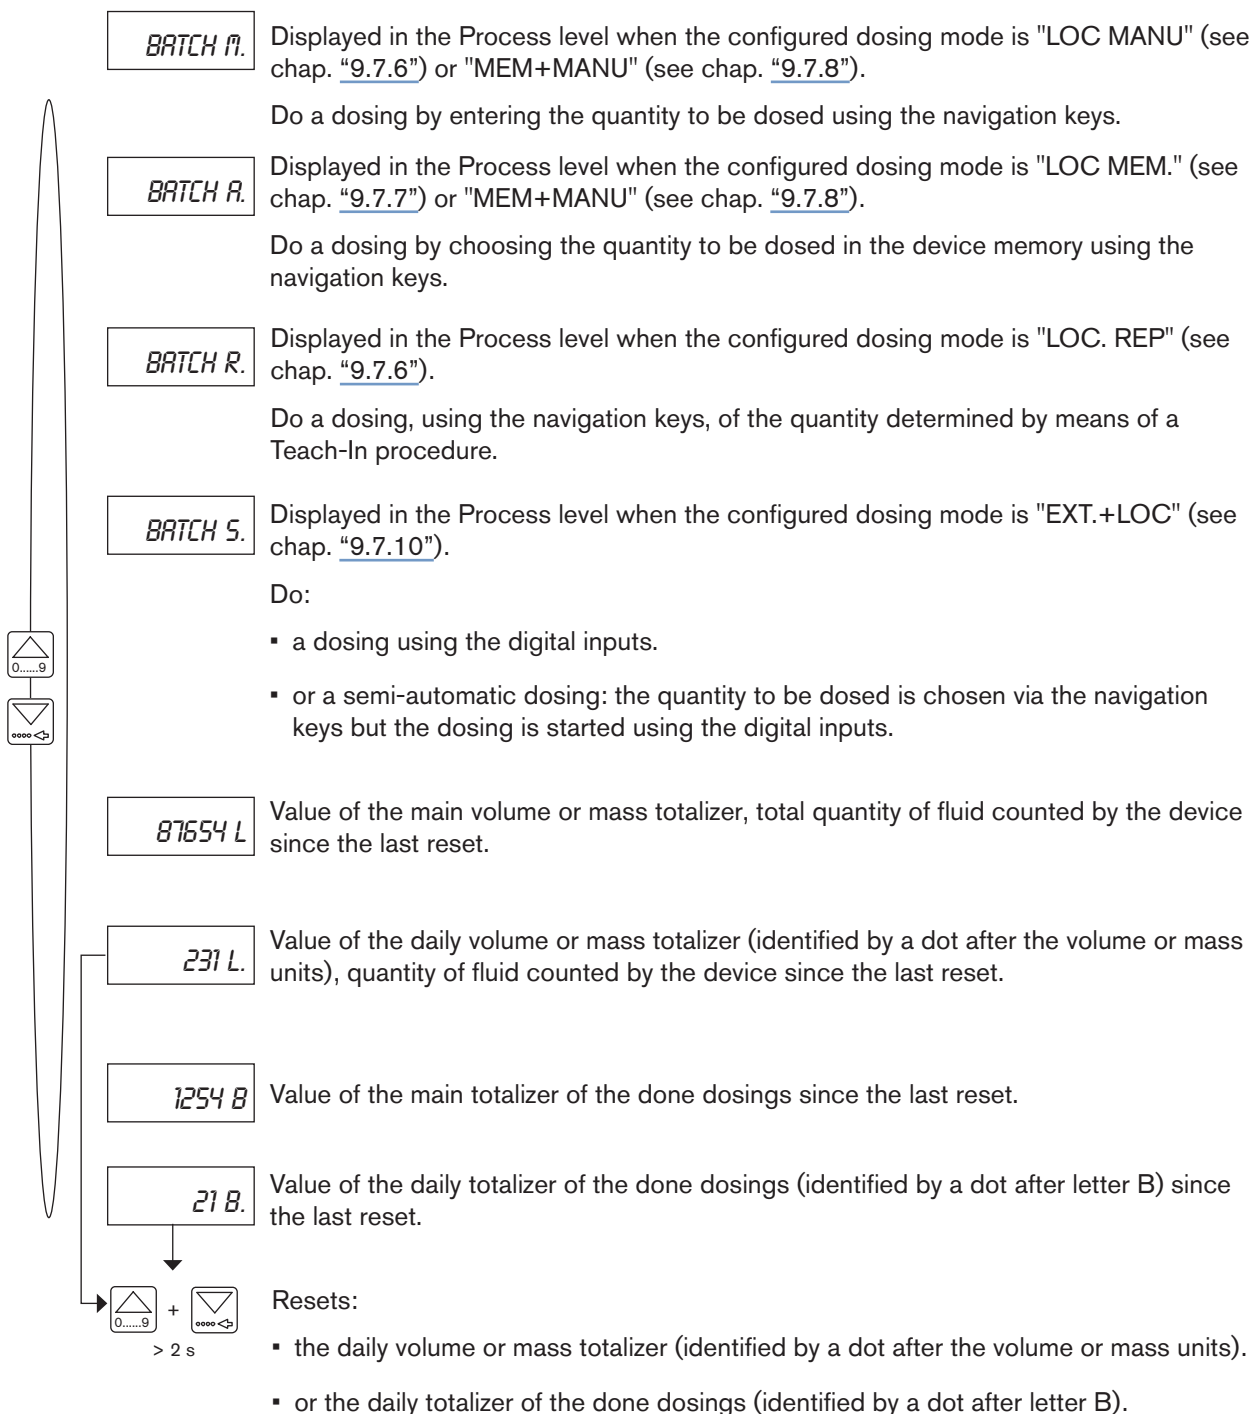 BATCH M.
Displayed in the Process level when the configured dosing mode is "LOC MANU" (see
chap. “9.7.6”) or "MEM+MANU" (see chap. “9.7.8”).
Do a dosing by entering the quantity to be dosed using the navigation keys.
BATCH A.
Displayed in the Process level when the configured dosing mode is "LOC MEM." (see
chap. “9.7.7”) or "MEM+MANU" (see chap. “9.7.8”).
Do a dosing by choosing the quantity to be dosed in the device memory using the
navigation keys.
BATCH R.
Displayed in the Process level when the configured dosing mode is "LOC. REP" (see
chap. “9.7.6”).
Do a dosing, using the navigation keys, of the quantity determined by means of a
Teach-In procedure.
BATCH S.
Displayed in the Process level when the configured dosing mode is "EXT.+LOC" (see
chap. “9.7.10”).
Do:
▪ a dosing using the digital inputs.
0......9
▪ or a semi-automatic dosing: the quantity to be dosed is chosen via the navigation
keys but the dosing is started using the digital inputs.
87654 L
Value of the main volume or mass totalizer, total quantity of fluid counted by the device
since the last reset.
231 L.
Value of the daily volume or mass totalizer (identified by a dot after the volume or mass
units), quantity of fluid counted by the device since the last reset.
1254 B
Value of the main totalizer of the done dosings since the last reset.
21 B.
Value of the daily totalizer of the done dosings (identified by a dot after letter B) since
the last reset.
0......9
+
> 2 s
Resets:
▪ the daily volume or mass totalizer (identified by a dot after the volume or mass units).
▪ or the daily totalizer of the done dosings (identified by a dot after letter B).